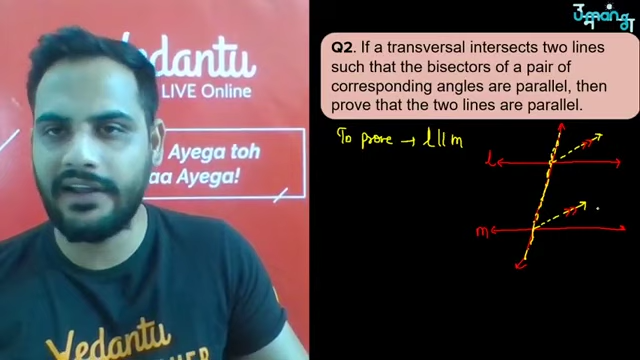 उमंग
Q2. If a transversal intersects two lines
such that the bisectors of a pair of
corresponding angles are parallel, then
prove that the two lines are parallel.
To prove → l || m
l
m
Vedantu
LIVE Online
Ayega toh
aa Ayega!
Vedantu